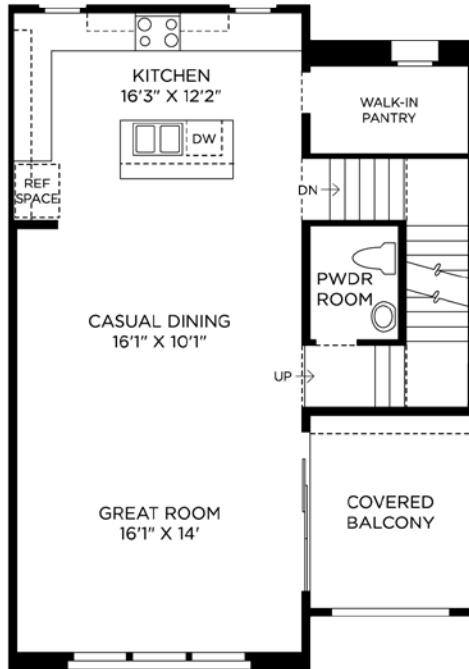 KITCHEN
16'3" X 12'2"
WALK-IN
PANTRY
DW
REF
SPACE
DN
PWDR
ROOM
CASUAL DINING
16'1" X 10'1"
UP
GREAT ROOM
16'1" X 14'
COVERED
BALCONY